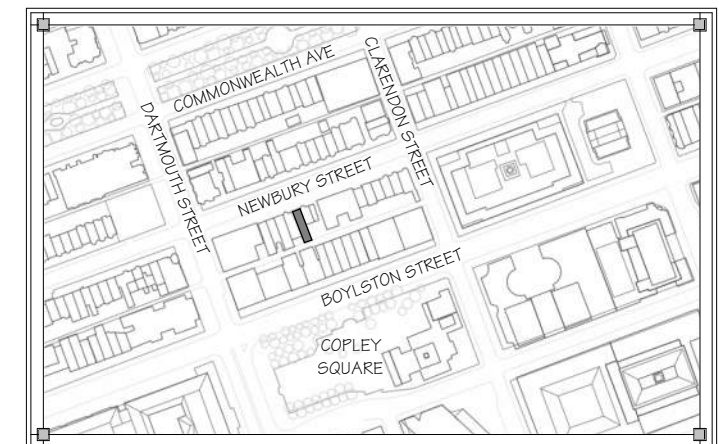 COMMONWEALTH AVE
CLARENDON STREET
DARTMOUTH STREET
NEWBURY STREET
BOYLSTON STREET
COPLEY
SQUARE